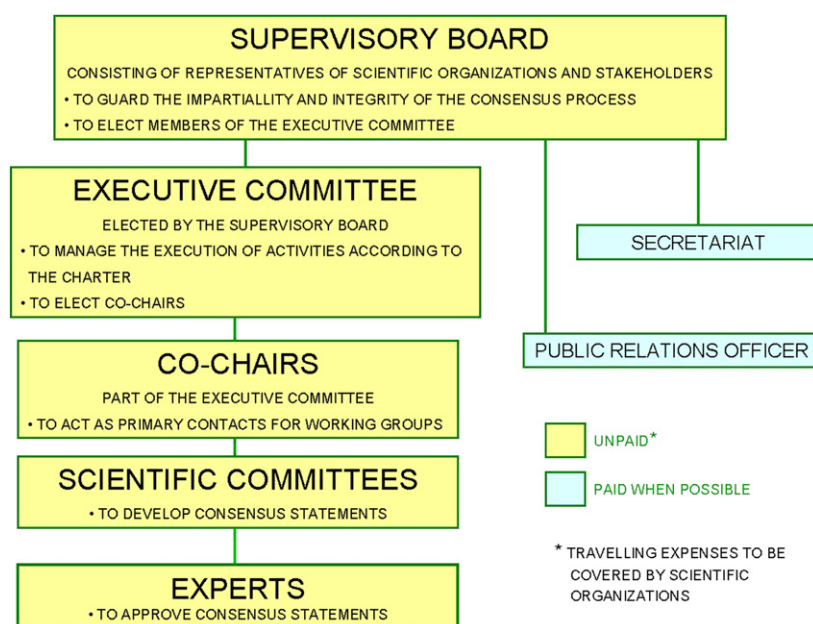 SUPERVISORY BOARD
CONSISTING OF REPRESENTATIVES OF SCIENTIFIC ORGANIZATIONS AND STAKEHOLDERS
• TO GUARD THE IMPARTIALLITY AND INTEGRITY OF THE CONSENSUS PROCESS
• TO ELECT MEMBERS OF THE EXECUTIVE COMMITTEE
EXECUTIVE COMMITTEE
ELECTED BY THE SUPERVISORY BOARD
• TO MANAGE THE EXECUTION OF ACTIVITIES ACCORDING TO
THE CHARTER
• TO ELECT CO-CHAIRS
SECRETARIAT
PUBLIC RELATIONS OFFICER
CO-CHAIRS
PART OF THE EXECUTIVE COMMITTEE
• TO ACT AS PRIMARY CONTACTS FOR WORKING GROUPS
SCIENTIFIC COMMITTEES
• TO DEVELOP CONSENSUS STATEMENTS
EXPERTS
• TO APPROVE CONSENSUS STATEMENTS
UNPAID*
PAID WHEN POSSIBLE
* TRAVELLING EXPENSES TO BE
COVERED BY SCIENTIFIC
ORGANIZATIONS